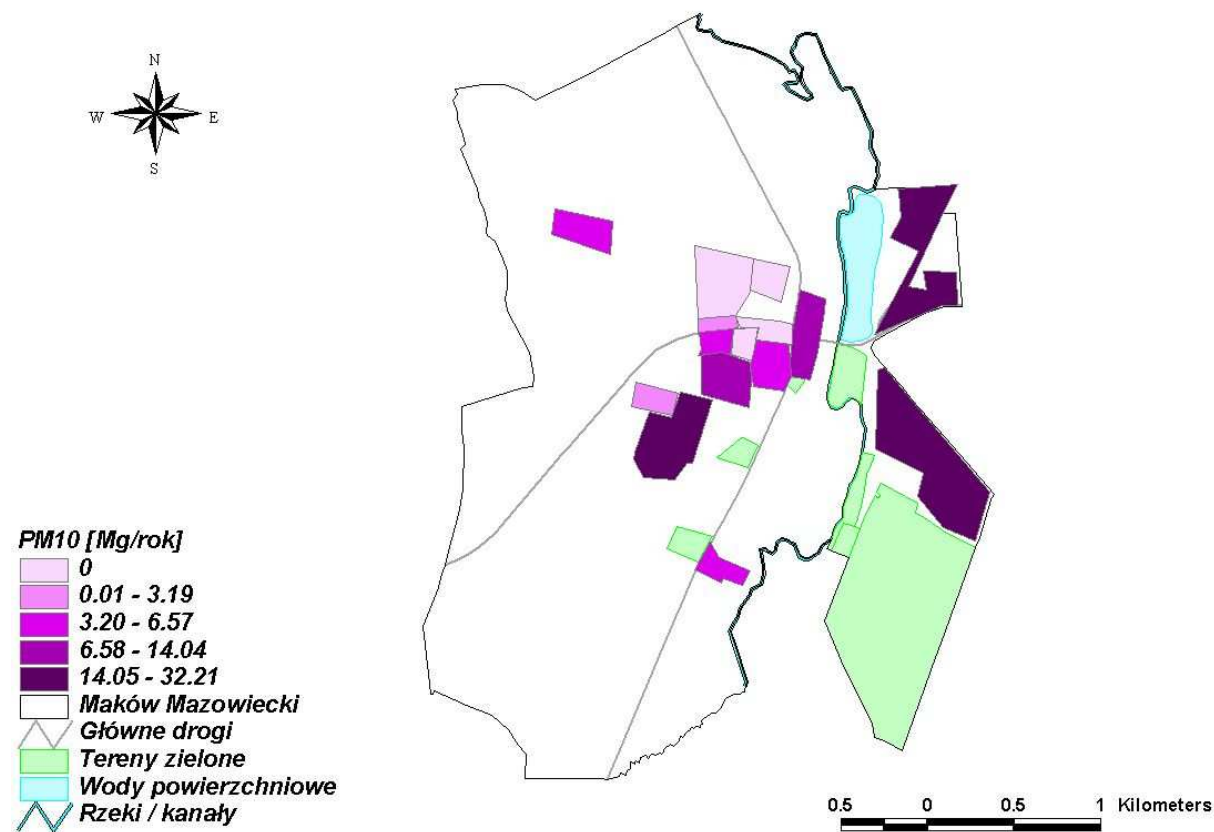 N
W E
S
PM10 [Mg/rok]
0
0.01 - 3.19
3.20 - 6.57
6.58 - 14.04
14.05 - 32.21
Maków Mazowiecki
Główne drogi
Tereny zielone
Wody powierzchniowe
Rzeki / kanały
0.5 0 0.5 1 Kilometers